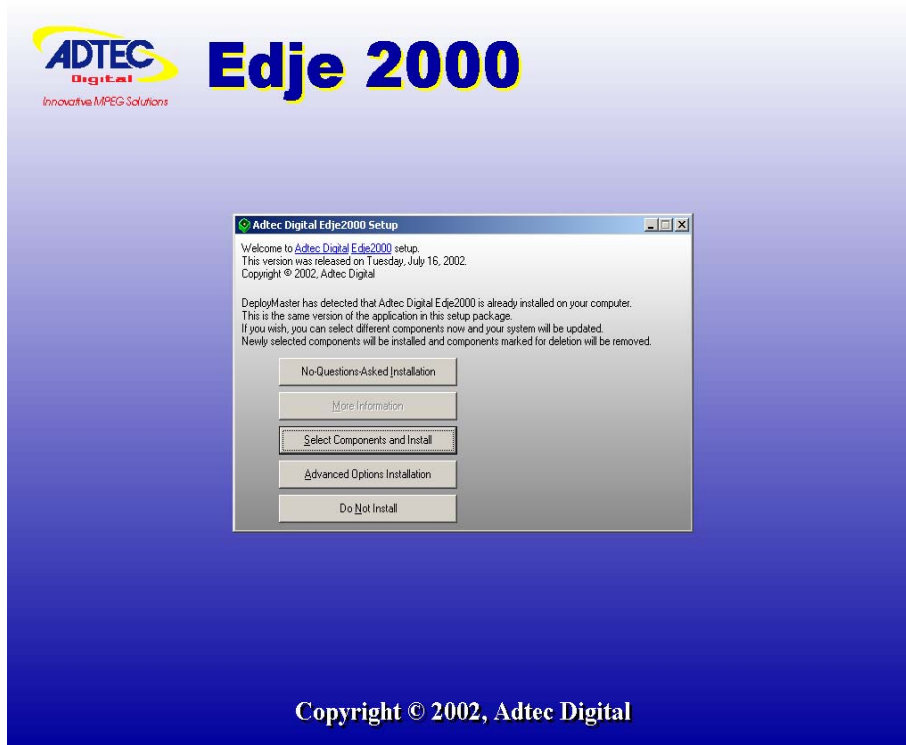 ADTEC
Digital
Innovative MPEG Solutions
Edje 2000
Adtec Digital Edje2000 Setup
Welcome to Adtec Digital Edje2000 setup.
This version was released on Tuesday, July 16, 2002.
Copyright © 2002, Adtec Digital
DeployMaster has detected that Adtec Digital Edje2000 is already installed on your computer.
This is the same version of the application in this setup package.
If you wish, you can select different components now and your system will be updated.
Newly selected components will be installed and components marked for deletion will be removed.
No-Questions-Asked Installation
More Information
Select Components and Install
Advanced Options Installation
Do Not Install
Copyright © 2002, Adtec Digital